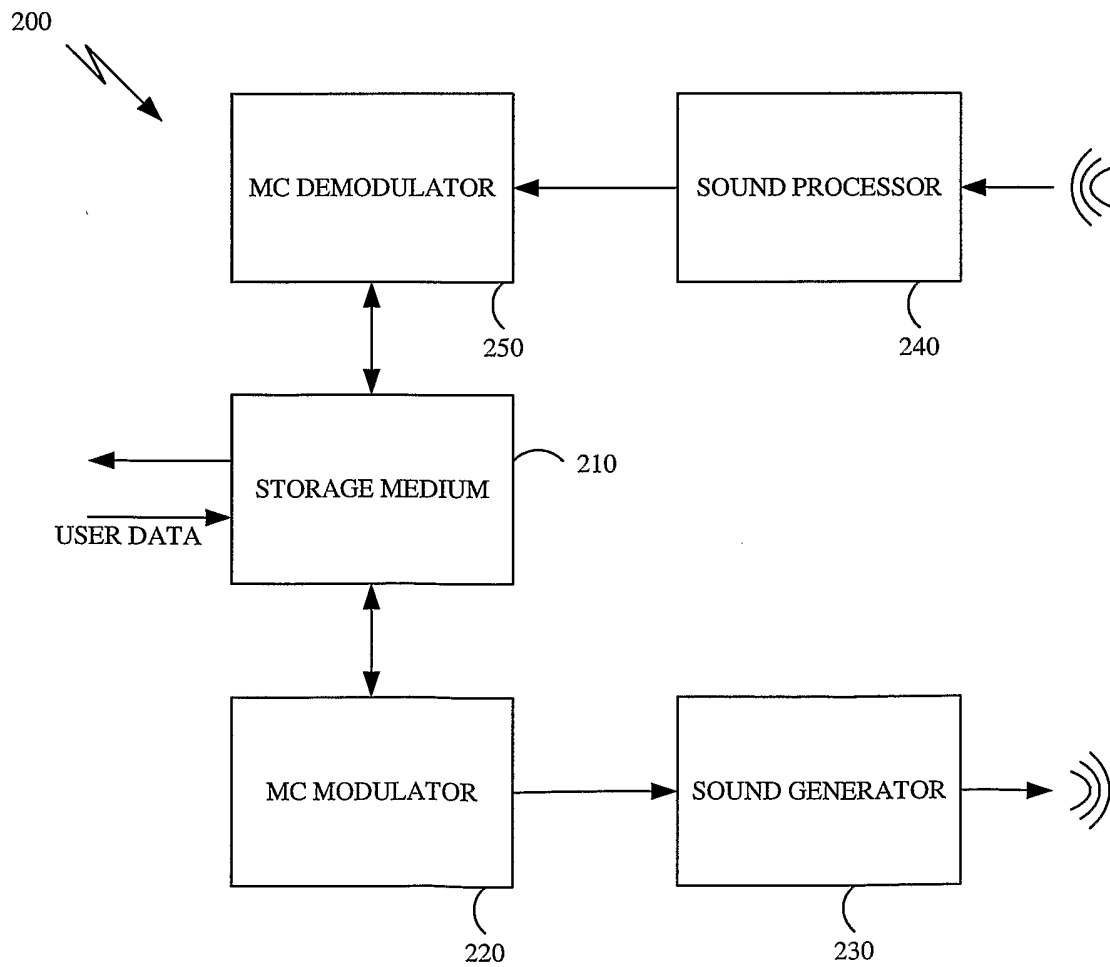 200
MC DEMODULATOR
SOUND PROCESSOR
250
240
STORAGE MEDIUM
210
USER DATA
MC MODULATOR
SOUND GENERATOR
220
230